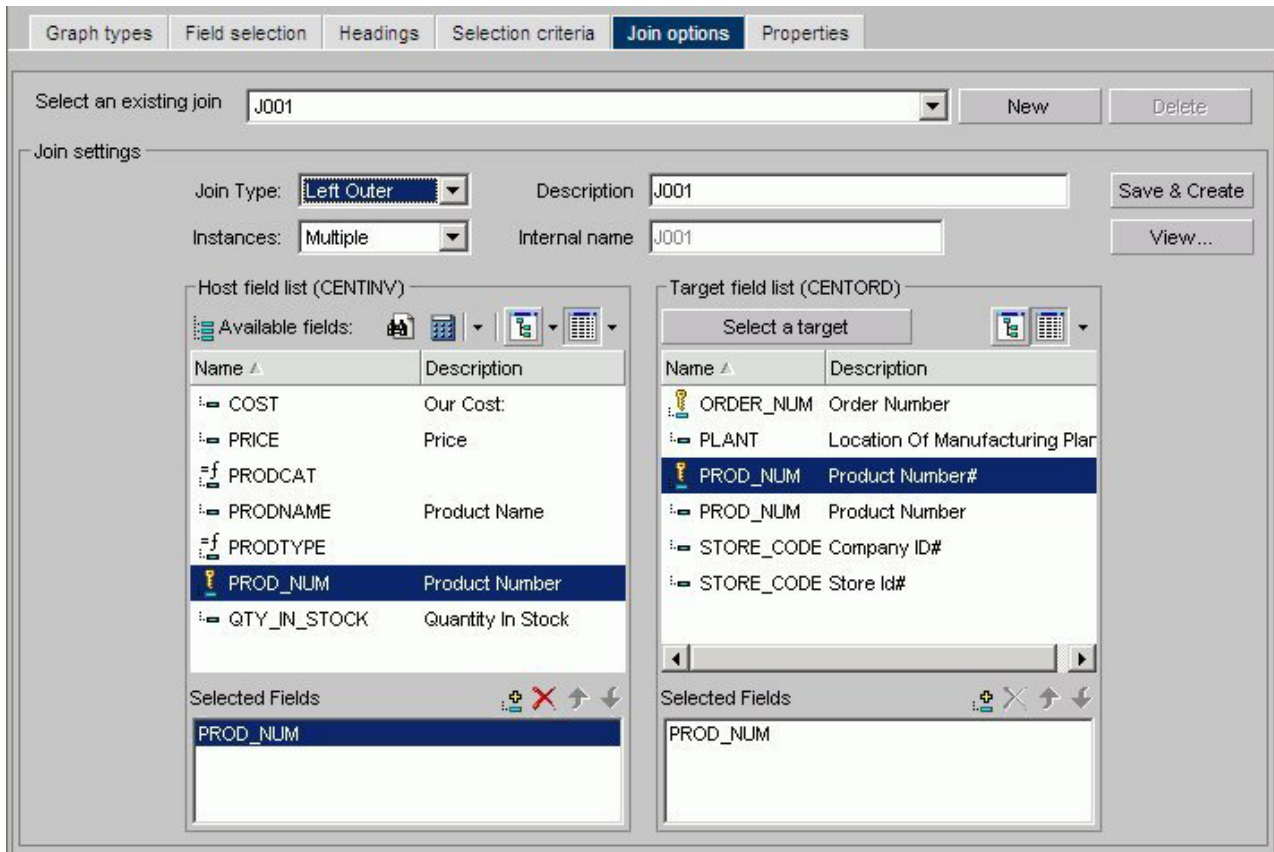 Graph types Field selection Headings Selection criteria Join options Properties
Select an existing join J001 New Delete
Join settings
Join Type: Left Outer Description J001 Save & Create
Instances: Multiple Internal name J001 View...
Host field list (CENTINV)
Available fields:
Name Description
COST Our Cost:
PRICE Price
PRODCAT
PRODNAME Product Name
PRODTYPE
PROD_NUM Product Number
QTY_IN_STOCK Quantity In Stock
Selected Fields
PROD_NUM
Target field list (CENTORD)
Select a target
Name Description
ORDER_NUM Order Number
PLANT Location Of Manufacturing Plan
PROD_NUM Product Number#
PROD_NUM Product Number
STORE_CODE Company ID#
STORE_CODE Store Id#
Selected Fields
PROD_NUM